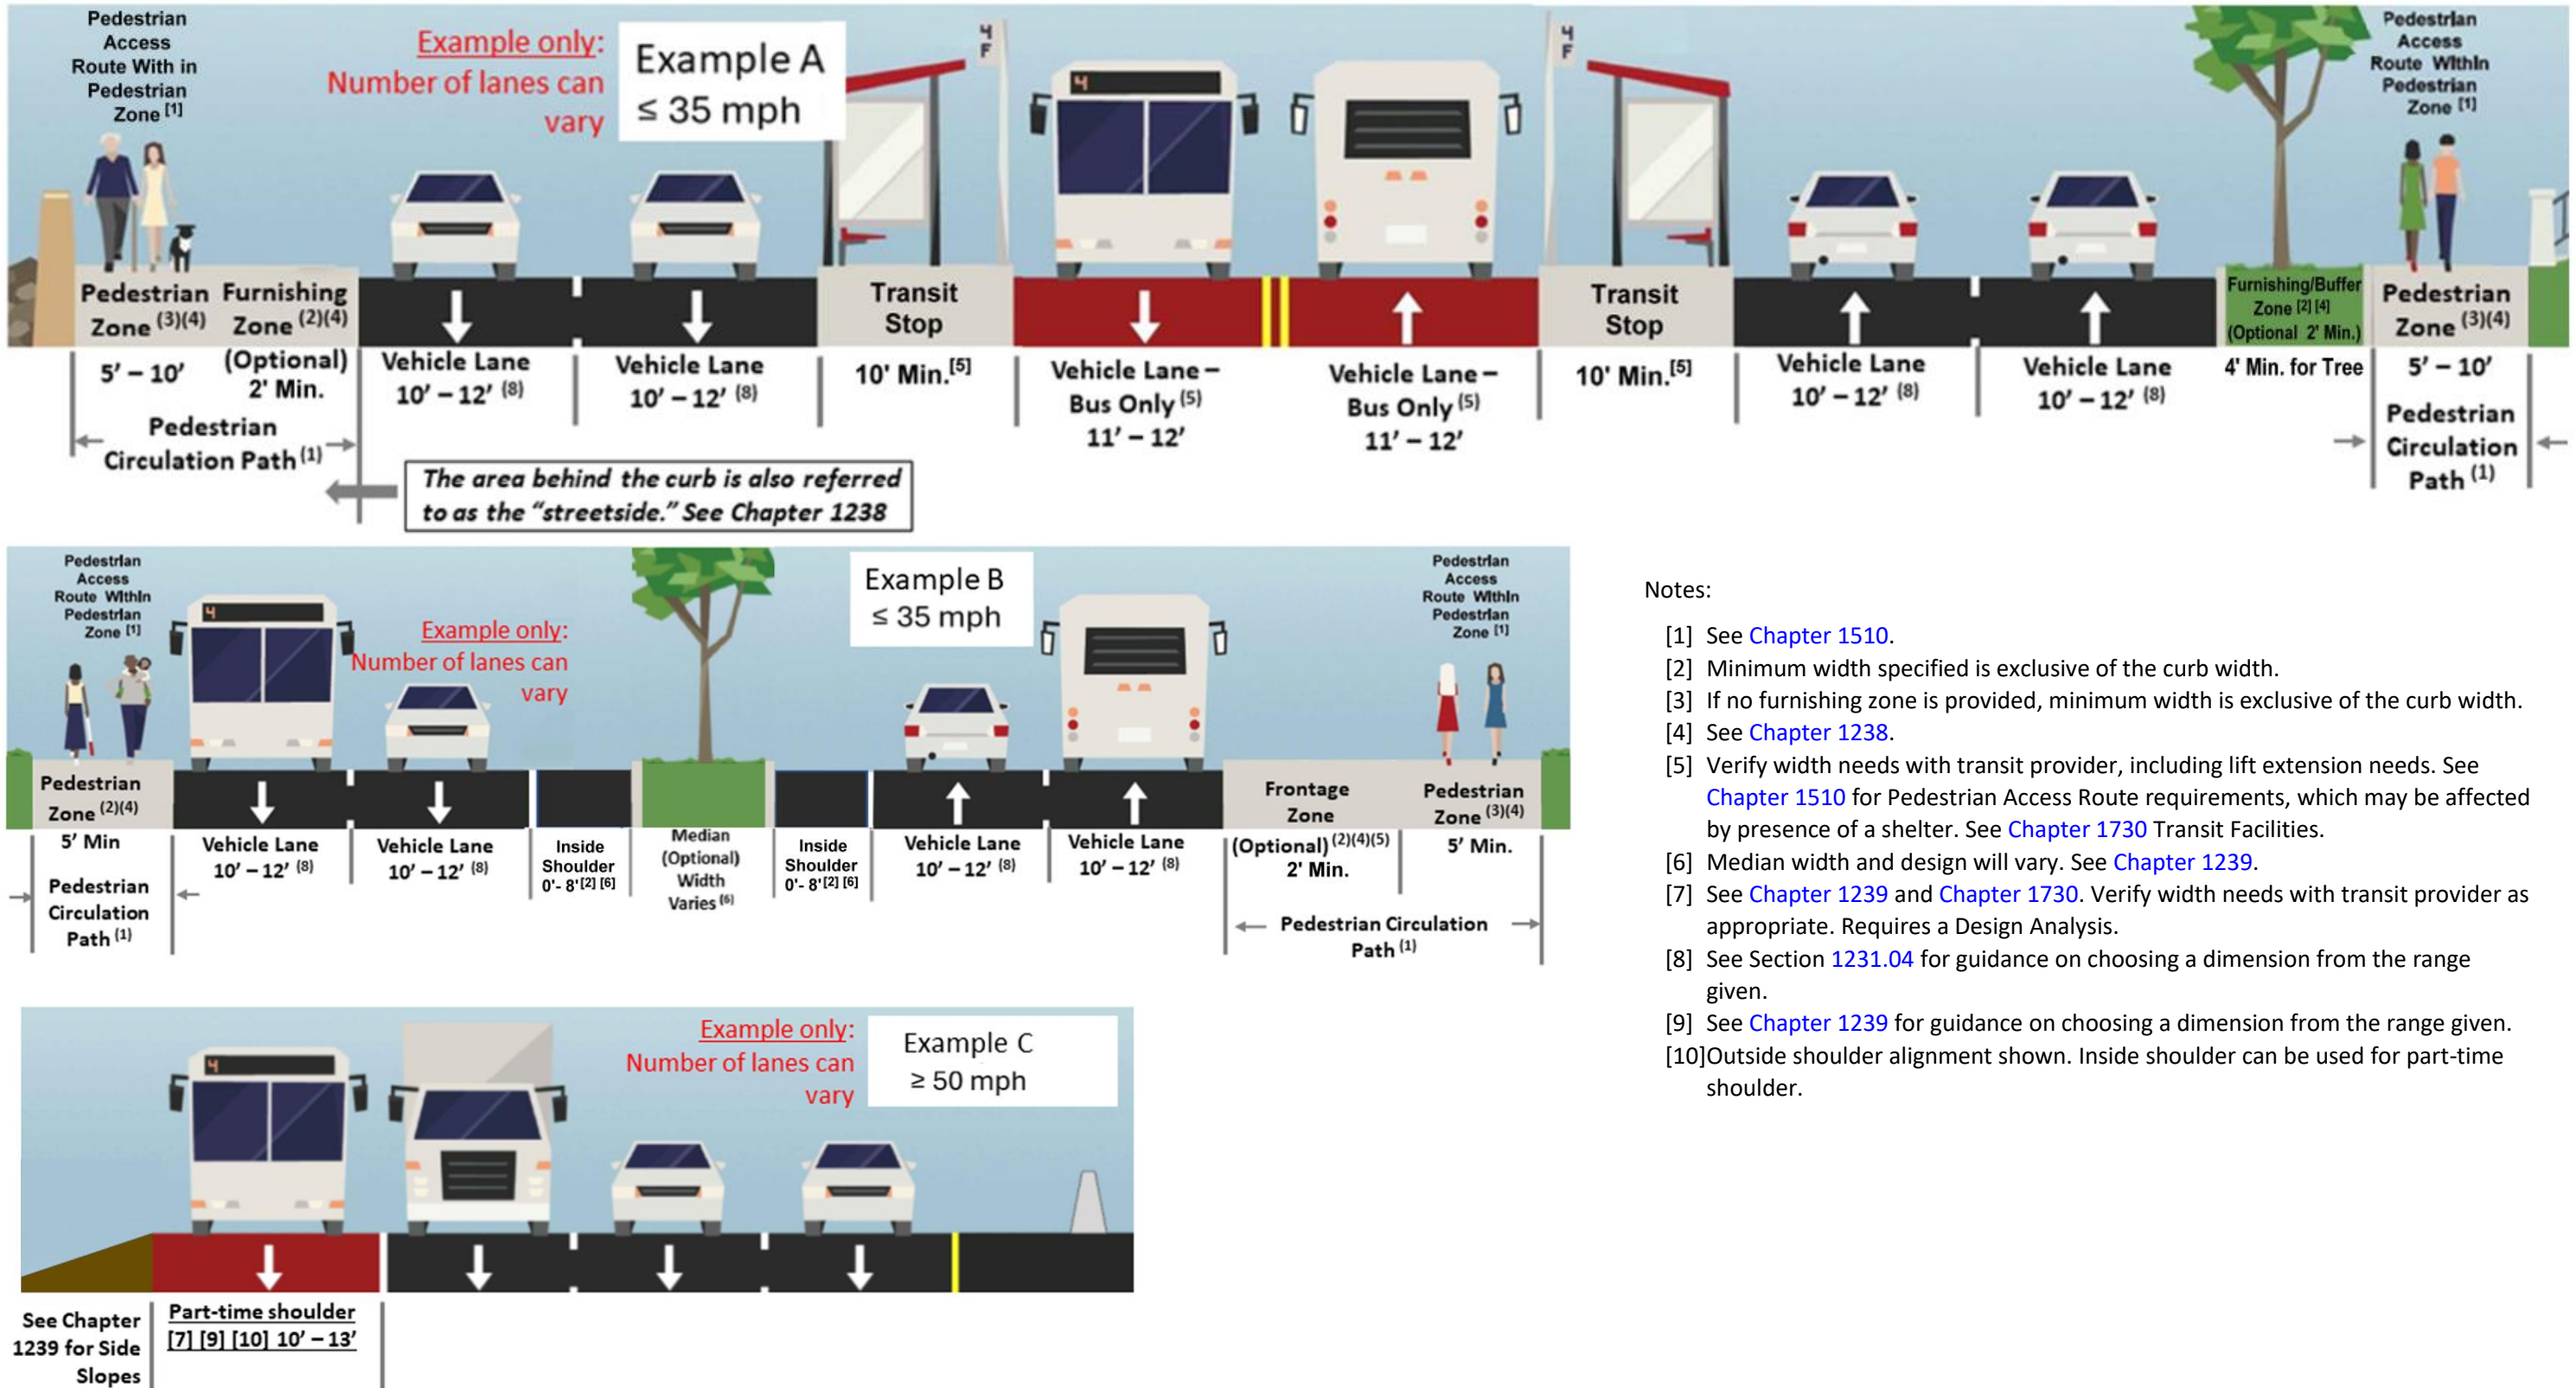 Pedestrian
Access
Route With in
Pedestrian
Zone [1]
Example only:
Number of lanes can
vary
Example A
≤ 35 mph
4
F
4
4
F
Pedestrian
Access
Route WithIn
Pedestrian
Zone [1]
Pedestrian
Zone (3)(4)
Furnishing
Zone (2)(4)
Transit
Stop
Transit
Stop
Furnishing/Buffer
Zone [2] [4]
(Optional 2' Min.)
Pedestrian
Zone (3)(4)
5' – 10'
(Optional)
2' Min.
Vehicle Lane
10' – 12' (8)
Vehicle Lane
10' – 12' (8)
10' Min.[5]
Vehicle Lane –
Bus Only (5)
11' – 12'
Vehicle Lane –
Bus Only (5)
11' – 12'
10' Min.[5]
Vehicle Lane
10' – 12' (8)
Vehicle Lane
10' – 12' (8)
4' Min. for Tree
5' – 10'
Pedestrian
Circulation Path (1)
Pedestrian
Circulation
Path (1)
The area behind the curb is also referred
to as the "streetside." See Chapter 1238
Pedestrian
Access
Route WithIn
Pedestrian
Zone [1]
4
Example only:
Number of lanes can
vary
Example B
≤ 35 mph
Pedestrian
Access
Route WithIn
Pedestrian
Zone [1]
Pedestrian
Zone (2)(4)
Frontage
Zone
Pedestrian
Zone (3)(4)
5' Min
Vehicle Lane
10' – 12' (8)
Vehicle Lane
10' – 12' (8)
Inside
Shoulder
0'- 8'[2] [6]
Median
(Optional)
Width
Varies (6)
Inside
Shoulder
0'- 8'[2] [6]
Vehicle Lane
10' – 12' (8)
Vehicle Lane
10' – 12' (8)
(Optional) (2)(4)(5)
2' Min.
5' Min.
Pedestrian
Circulation
Path (1)
Pedestrian Circulation
Path (1)
Notes:
[1] See Chapter 1510.
[2] Minimum width specified is exclusive of the curb width.
[3] If no furnishing zone is provided, minimum width is exclusive of the curb width.
[4] See Chapter 1238.
[5] Verify width needs with transit provider, including lift extension needs. See
Chapter 1510 for Pedestrian Access Route requirements, which may be affected
by presence of a shelter. See Chapter 1730 Transit Facilities.
[6] Median width and design will vary. See Chapter 1239.
[7] See Chapter 1239 and Chapter 1730. Verify width needs with transit provider as
appropriate. Requires a Design Analysis.
[8] See Section 1231.04 for guidance on choosing a dimension from the range
given.
[9] See Chapter 1239 for guidance on choosing a dimension from the range given.
[10]Outside shoulder alignment shown. Inside shoulder can be used for part-time
shoulder.
4
Example only:
Number of lanes can
vary
Example C
≥ 50 mph
See Chapter
1239 for Side
Slopes
Part-time shoulder
[7] [9] [10] 10' – 13'